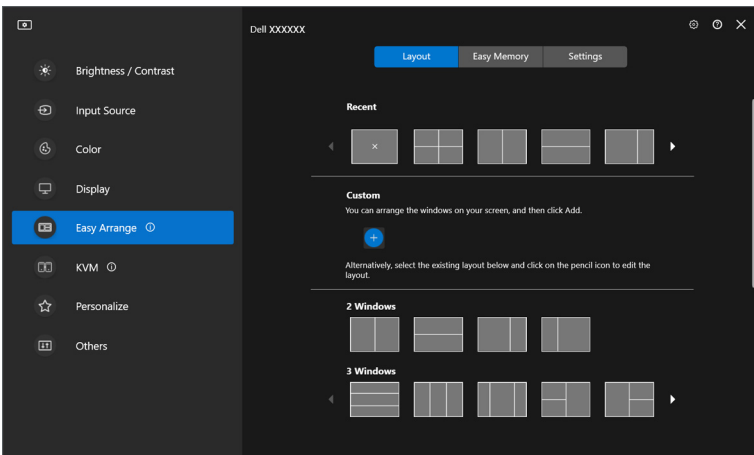 Dell XXXXXX
Brightness / Contrast
Input Source
Color
Display
Easy Arrange
KVM
Personalize
Others
Layout Easy Memory Settings
Recent
Custom
You can arrange the windows on your screen, and then click Add.
Alternatively, select the existing layout below and click on the pencil icon to edit the
layout.
2 Windows
3 Windows